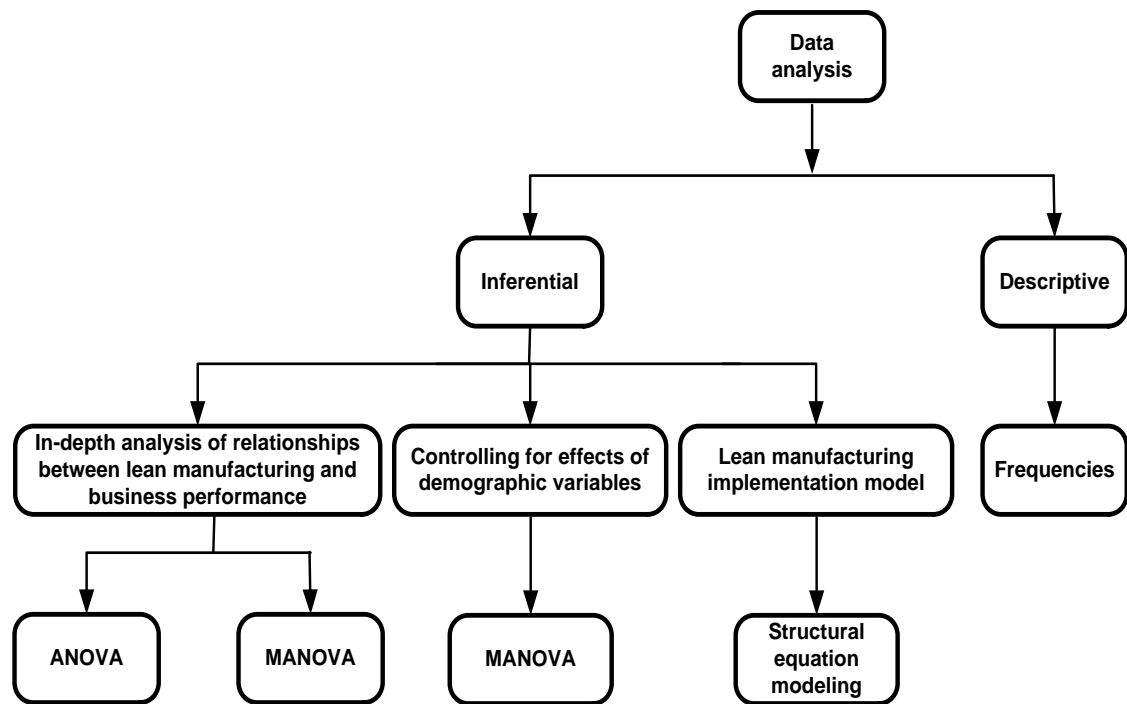 Data
analysis
Inferential
Descriptive
In-depth analysis of relationships
between lean manufacturing and
business performance
Controlling for effects of
demographic variables
Lean manufacturing
implementation model
Frequencies
ANOVA
MANOVA
MANOVA
Structural
equation
modeling